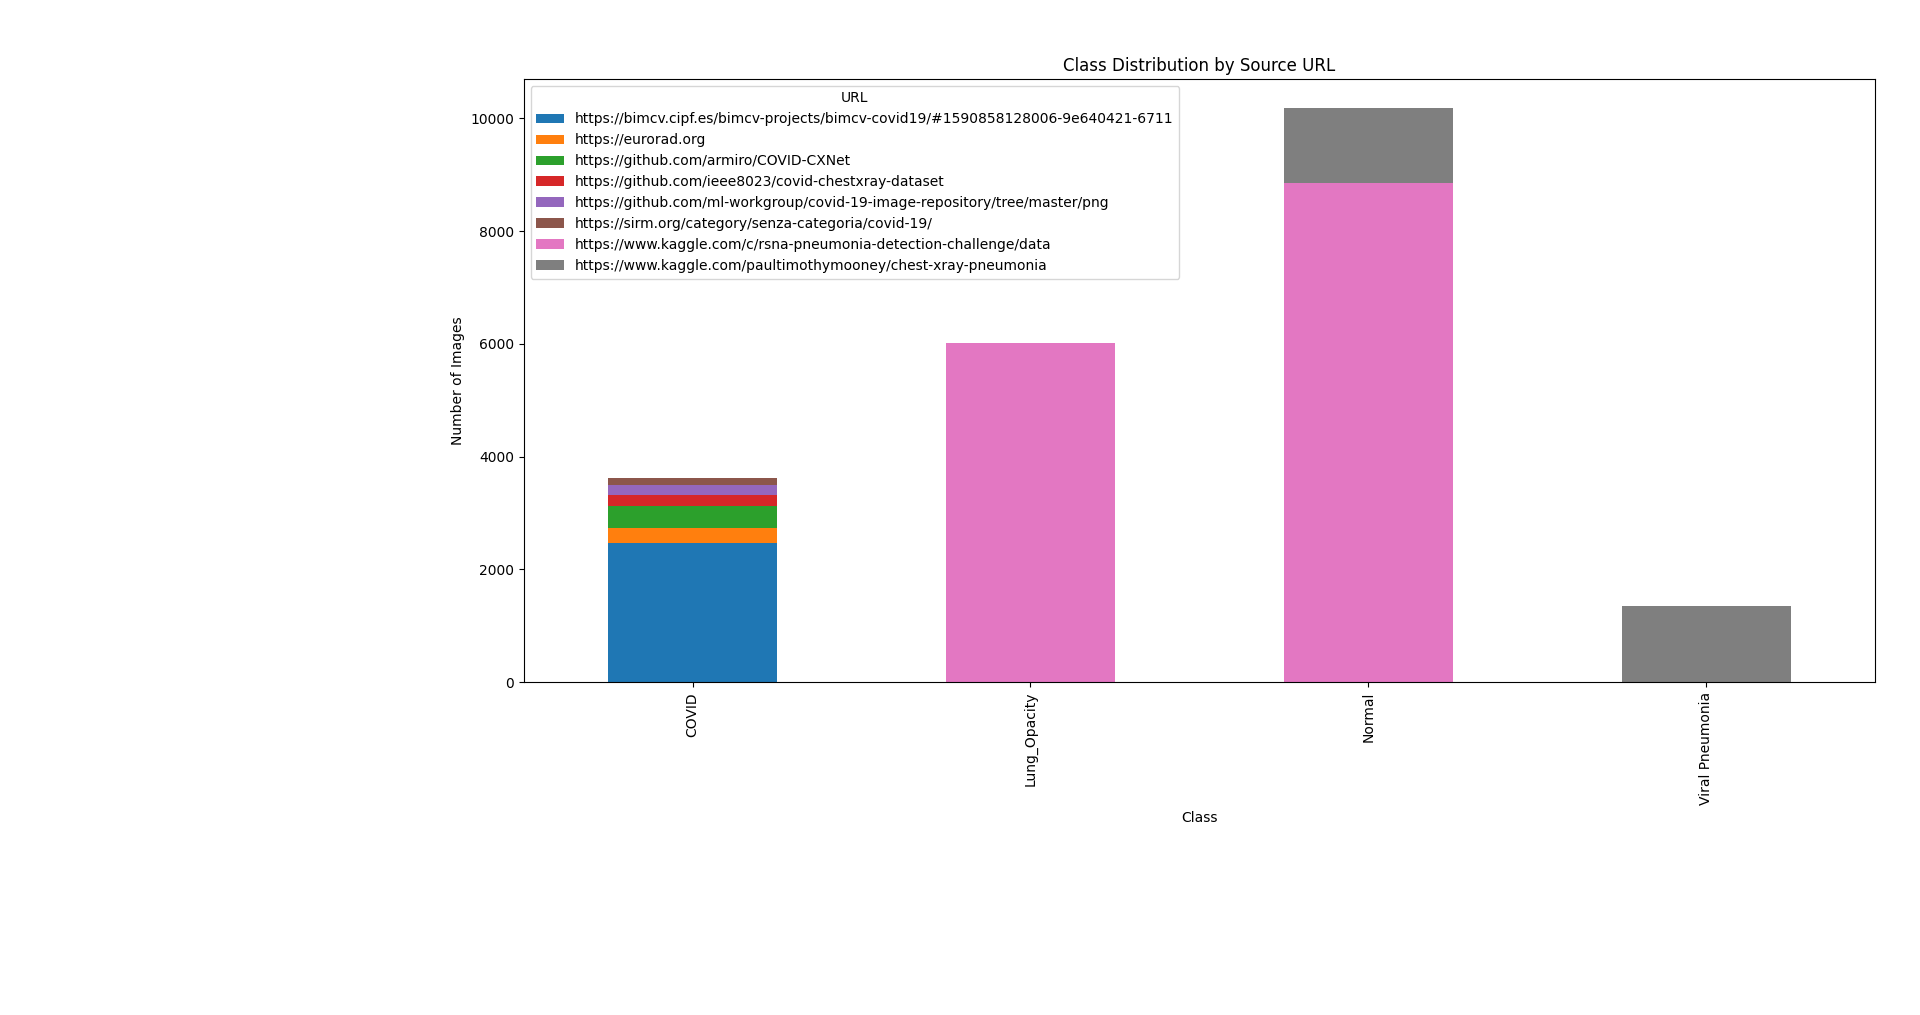 Class Distribution by Source URL
URL
https://bimcv.cipf.es/bimcv-projects/bimcv-covid19/#1590858128006-9e640421-6711
https://eurorad.org
https://github.com/armiro/COVID-CXNet
https://github.com/ieee8023/covid-chestxray-dataset
https://github.com/ml-workgroup/covid-19-image-repository/tree/master/png
https://sirm.org/category/senza-categoria/covid-19/
https://www.kaggle.com/c/rsna-pneumonia-detection-challenge/data
https://www.kaggle.com/paultimothymooney/chest-xray-pneumonia
Number of Images
10000
8000
6000
4000
2000
0
COVID
Lung_Opacity
Normal
Viral Pneumonia
Class